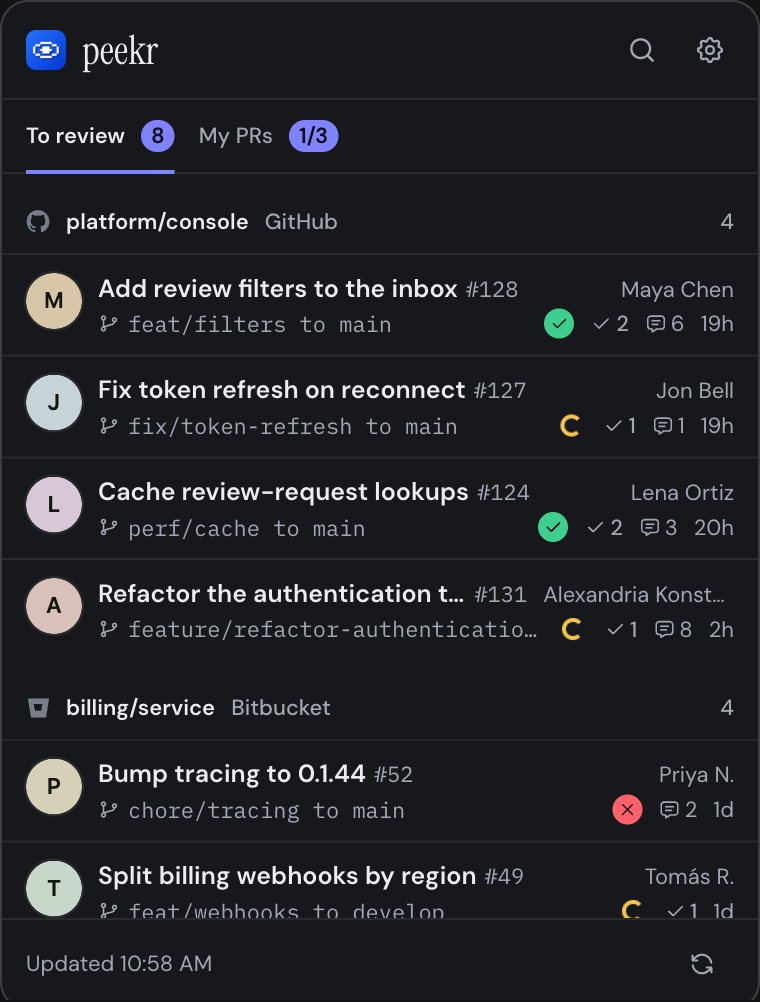 peekr
To review 8 My PRs 1/3
platform/console GitHub 4
M Add review filters to the inbox #128 Maya Chen
feat/filters to main 2 6 19h
J Fix token refresh on reconnect #127 Jon Bell
fix/token-refresh to main 1 1 19h
L Cache review-request lookups #124 Lena Ortiz
perf/cache to main 2 3 20h
A Refactor the authentication t... #131 Alexandria Konst...
feature/refactor-authenticatio... 1 8 2h
billing/service Bitbucket 4
P Bump tracing to 0.1.44 #52 Priya N.
chore/tracing to main 2 1d
T Split billing webhooks by region #49 Tomás R.
feat/webhooks to develop 1 1d
Updated 10:58 AM